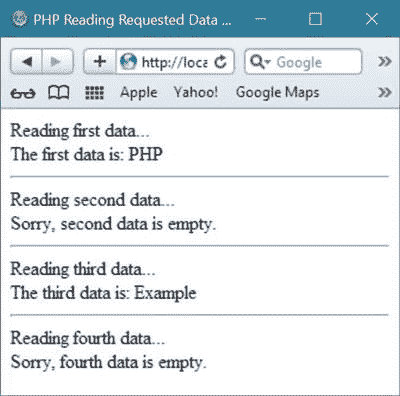 PHP Reading Requested Data ...
http://loca
Google
Apple Yahoo! Google Maps
Reading first data...
The first data is: PHP
Reading second data...
Sorry, second data is empty.
Reading third data...
The third data is: Example
Reading fourth data...
Sorry, fourth data is empty.